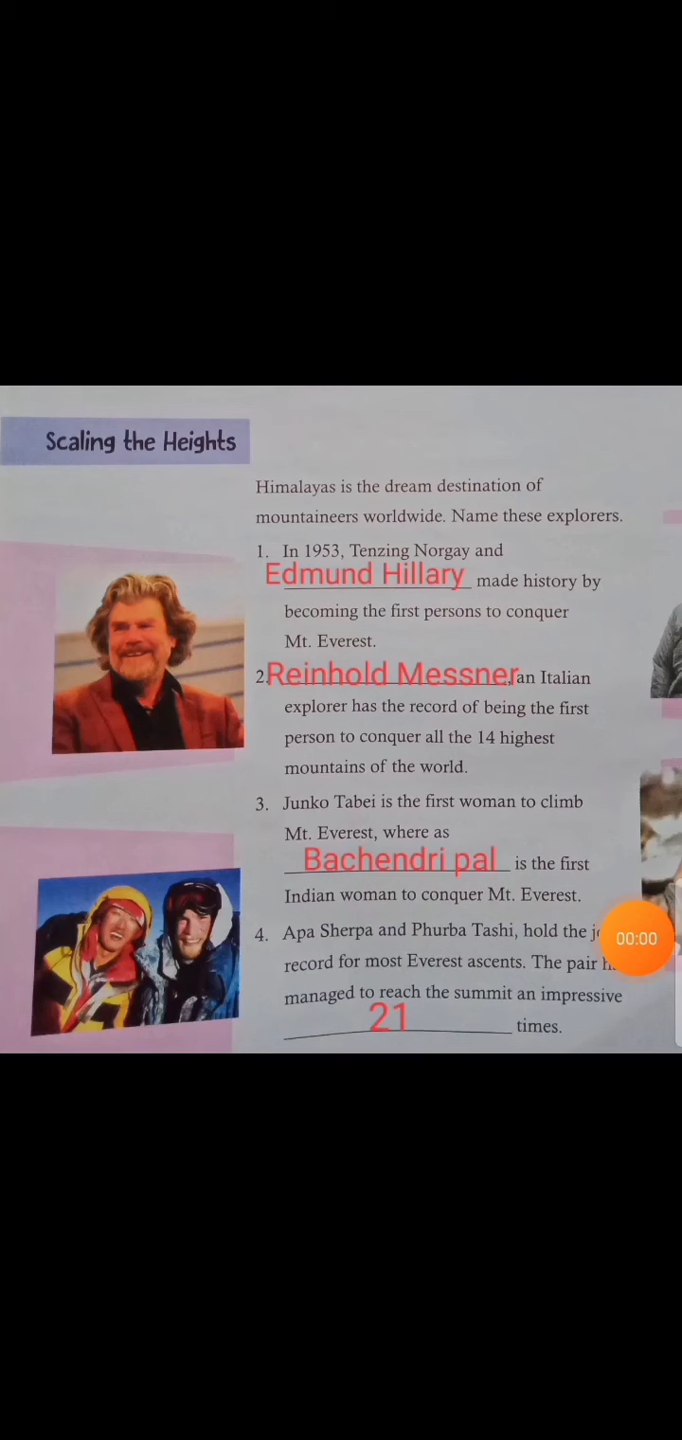 Scaling the Heights
Himalayas is the dream destination of
mountaineers worldwide. Name these explorers.
1. In 1953, Tenzing Norgay and
Edmund Hillary made history by
becoming the first persons to conquer
Mt. Everest.
2. Reinhold Messner, an Italian
explorer has the record of being the first
person to conquer all the 14 highest
mountains of the world.
3. Junko Tabei is the first woman to climb
Mt. Everest, where as
Bachendri pal is the first
Indian woman to conquer Mt. Everest.
4. Apa Sherpa and Phurba Tashi, hold the
record for most Everest ascents. The pair
managed to reach the summit an impressive
21 times.
00:00